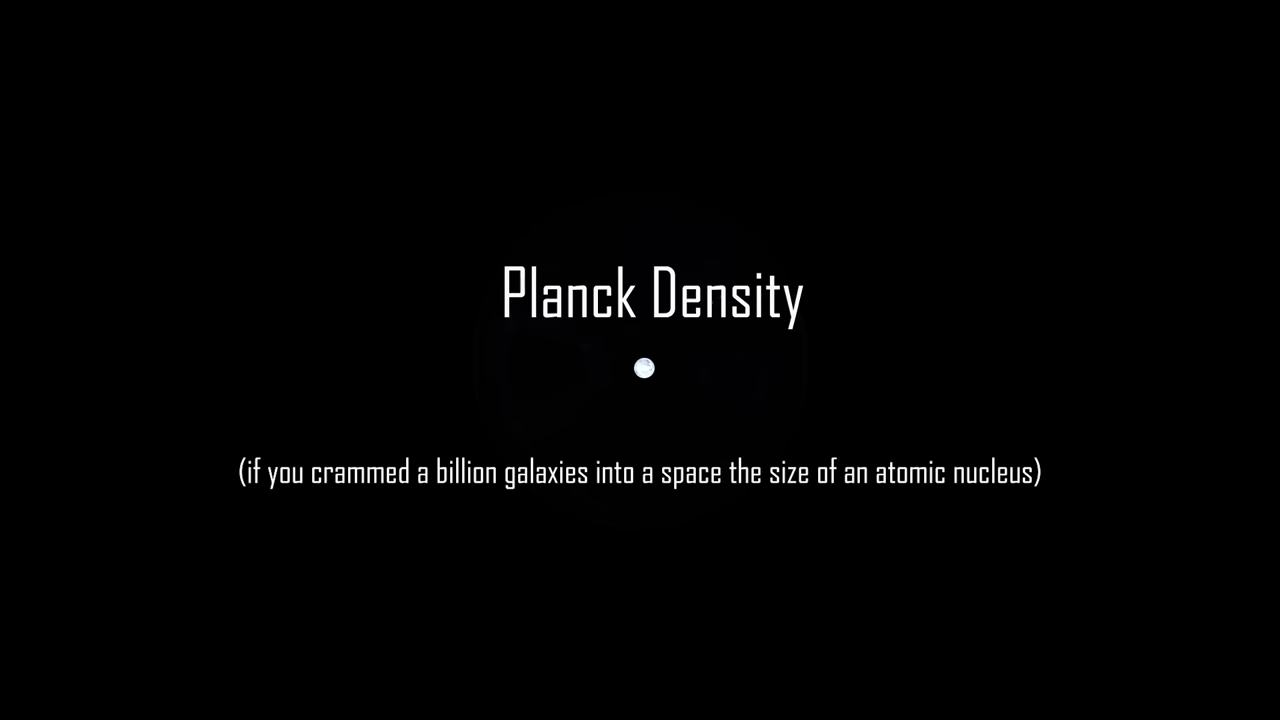 Planck Density
(if you crammed a billion galaxies into a space the size of an atomic nucleus)